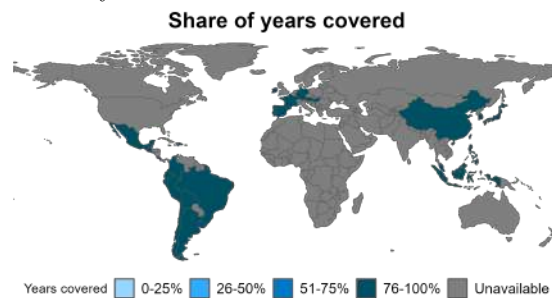 Share of years covered
Years covered 0-25% 26-50% 51-75% 76-100% Unavailable